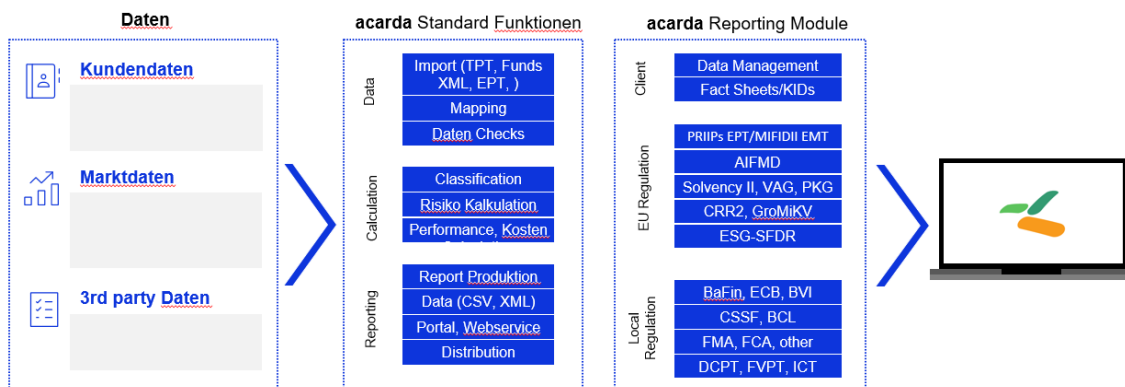 Daten
Kundendaten
Marktdaten
3rd party Daten
acarda Standard Funktionen
Data
Import (TPT, Funds
XML, EPT, )
Mapping
Daten Checks
Calculation
Classification
Risiko Kalkulation
Performance, Kosten
Reporting
Report Produktion
Data (CSV, XML)
Portal, Webservice
Distribution
acarda Reporting Module
Client
Data Management
Fact Sheets/KIDs
EU Regulation
PRIIPs EPT/MIFIDII EMT
AIFMD
Solvency II, VAG, PKG
CRR2, GroMiKV
ESG-SFDR
Local
Regulation
BaFin, ECB, BVI
CSSF, BCL
FMA, FCA, other
DCPT, FVPT, ICT